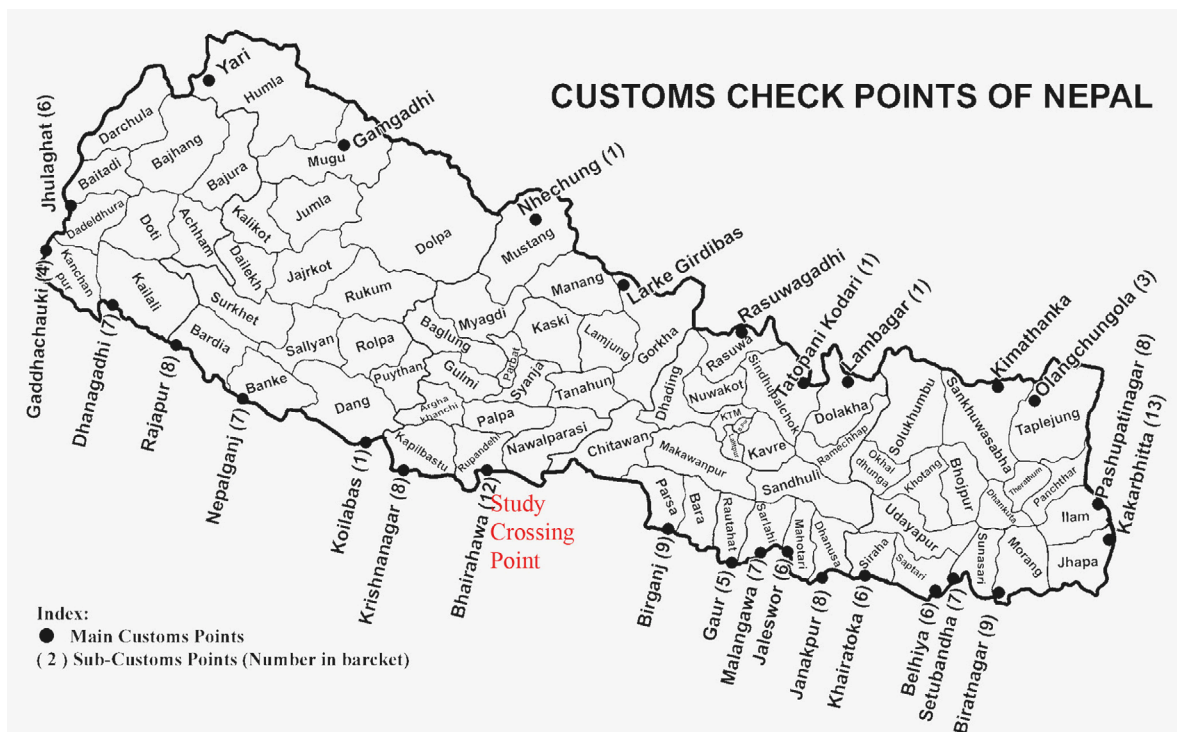 CUSTOMS CHECK POINTS OF NEPAL
Yari
Humla
Darchula
Gamgadhi
Jhulaghat (6)
Bajhang
Mugu
Baitadi
Bajura
Nhechung (1)
Dadeldhura
Doti
Achham
Kalikot
Jumla
Dolpa
Mustang
Dailekh
Gaddhachauki (4)
Kanchan
pur
Kailali
Jajrkot
Larke Girdibas
Manang
Rukum
Surkhet
Dhanagadhi (7)
Rajapur (8)
Bardia
Sallyan
Rolpa
Baglung
Myagdi
Kaski
Lamjung
Gorkha
Rasuwagadhi
Tatopani Kodari (1)
Lambagar (1)
Kimathanka
Olangchungola (3)
Pashupatinagar (8)
Kakarbhitta (13)
Banke
Nepalganj (7)
Dang
Puythan
Gulmi
Parbat
Syanja
Tanahun
Dhading
Rasuwa
Nuwakot
Sindhupalchok
Dolakha
Solukhumbu
Sankhuwasabha
Taplejung
Argha
khanchi
Palpa
Kapilbastu
Rupandehi
Nawalparasi
Chitawan
Makawanpur
KTM
Kavre
Ramechhap
Okhal
dhunga
Khotang
Bhojpur
Therathum
Panchthar
Dhankuta
Ilam
Jhapa
Sandhuli
Udayapur
Koilabas (1)
Krishnanagar (8)
Bhairahawa (12)
Study
Crossing
Point
Parsa
Bara
Rautahat
Sarlahi
Mahotari
Dhanusa
Siraha
Saptari
Sunasari
Morang
Birganj (9)
Gaur (5)
Malangawa (7)
Jaleswor (6)
Janakpur (8)
Khairatoka (6)
Belhiya (6)
Setubandha (7)
Biratnagar (9)
Index:
Main Customs Points
( 2 ) Sub-Customs Points (Number in barcket)